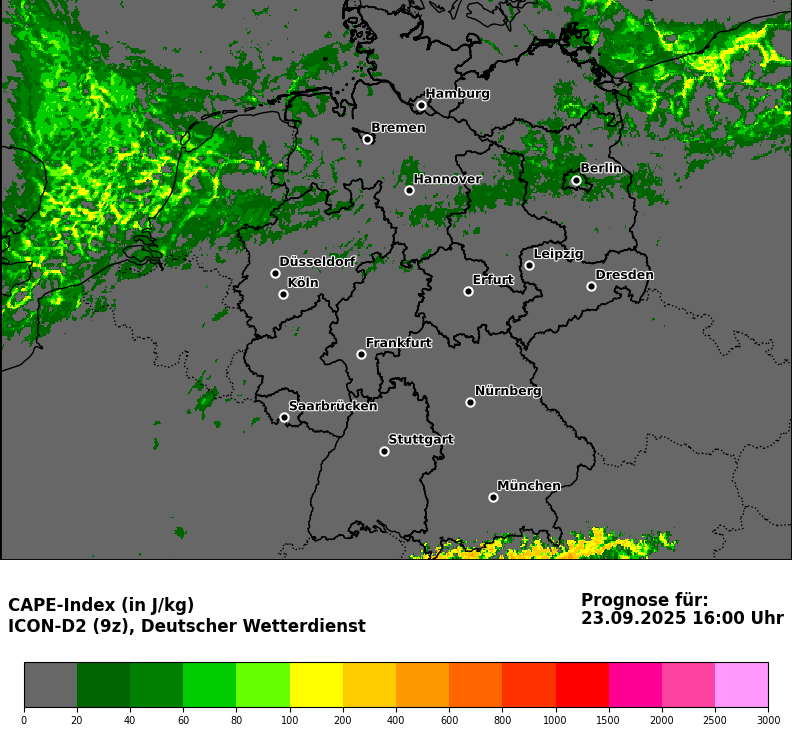 Hamburg
Bremen
Berlin
Hannover
Leipzig
Düsseldorf
Dresden
Erfurt
Köln
Frankfurt
Nürnberg
Saarbrücken
Stuttgart
München
CAPE-Index (in J/kg)
ICON-D2 (9z), Deutscher Wetterdienst
Prognose für:
23.09.2025 16:00 Uhr
0 20 40 60 80 100 200 400 600 800 1000 1500 2000 2500 3000